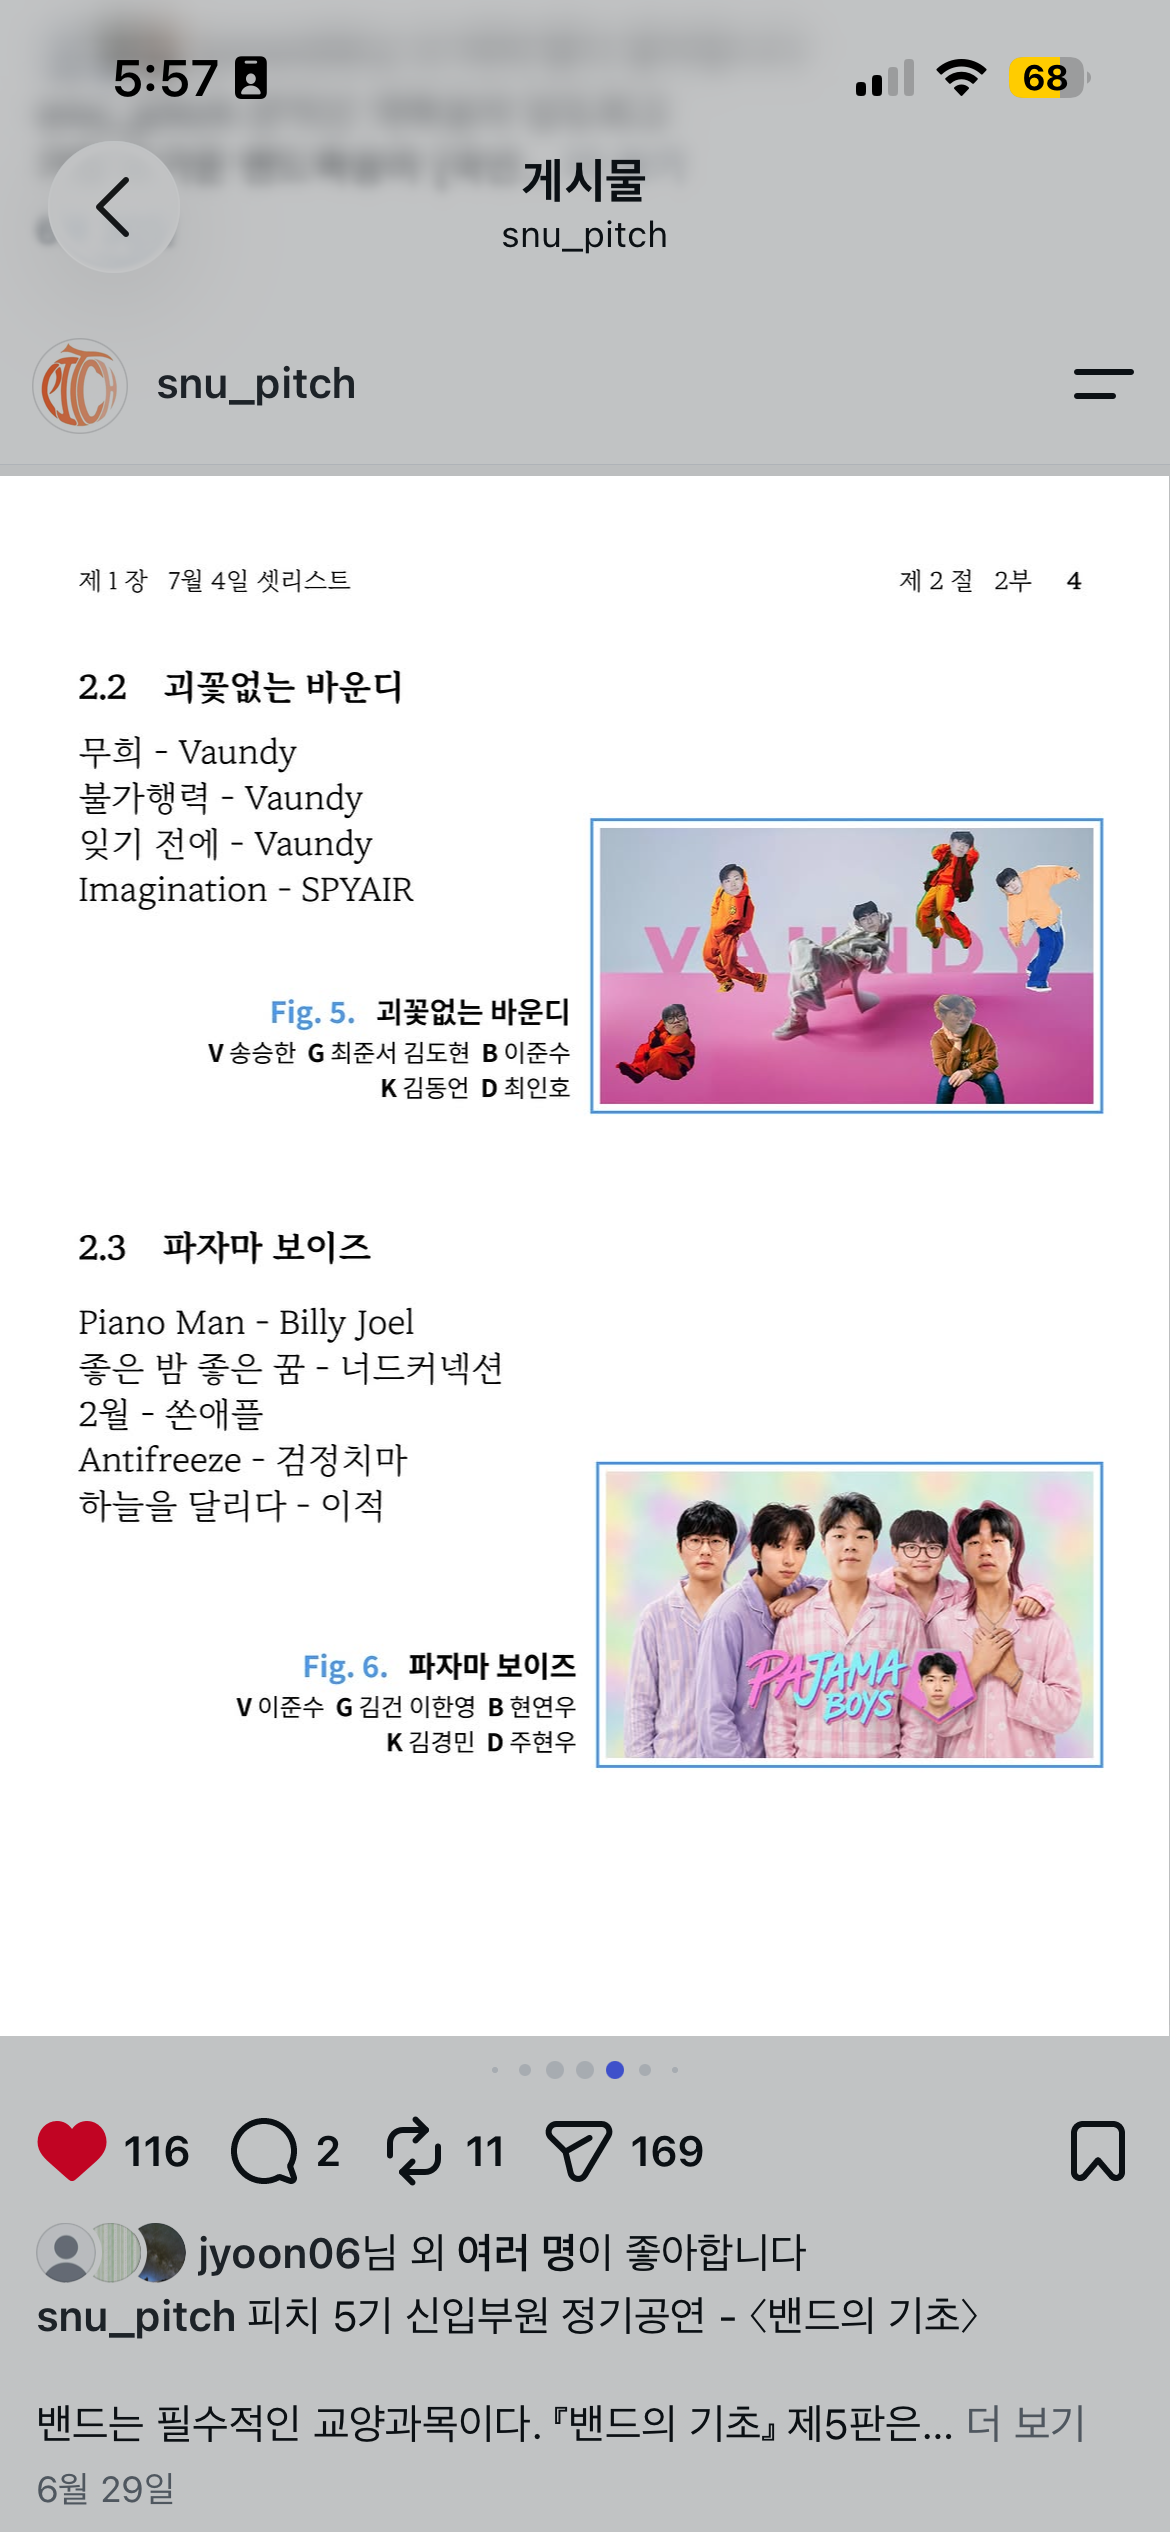 5:57
68
게시물
snu_pitch
PITCH
snu_pitch
제 1 장 7월 4일 셋리스트
제 2 절 2부 4
2.2 괴꽃없는 바운디
무희 - Vaundy
불가행력 - Vaundy
잊기 전에 - Vaundy
Imagination - SPYAIR
VAUNDY
Fig. 5. 괴꽃없는 바운디
V 송승한 G 최준서 김도현 B 이준수
K 김동언 D 최인호
2.3 파자마 보이즈
Piano Man - Billy Joel
좋은 밤 좋은 꿈 - 너드커넥션
2월 - 쏜애플
Antifreeze - 검정치마
하늘을 달리다 - 이적
PAJAMA
BOYS
Fig. 6. 파자마 보이즈
V 이준수 G 김건 이한영 B 현연우
K 김경민 D 주현우
116 2 11 169
jyoon06님 외 여러 명이 좋아합니다
snu_pitch 피치 5기 신입부원 정기공연 - 〈밴드의 기초〉
밴드는 필수적인 교양과목이다. 『밴드의 기초』 제5판은... 더 보기
6월 29일